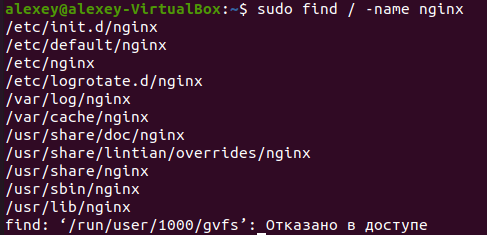 alexey@alexey-VirtualBox:~$ sudo find / -name nginx
/etc/init.d/nginx
/etc/default/nginx
/etc/nginx
/etc/logrotate.d/nginx
/var/log/nginx
/var/cache/nginx
/usr/share/doc/nginx
/usr/share/lintian/overrides/nginx
/usr/share/nginx
/usr/sbin/nginx
/usr/lib/nginx
find: ‘/run/user/1000/gvfs’: Отказано в доступе